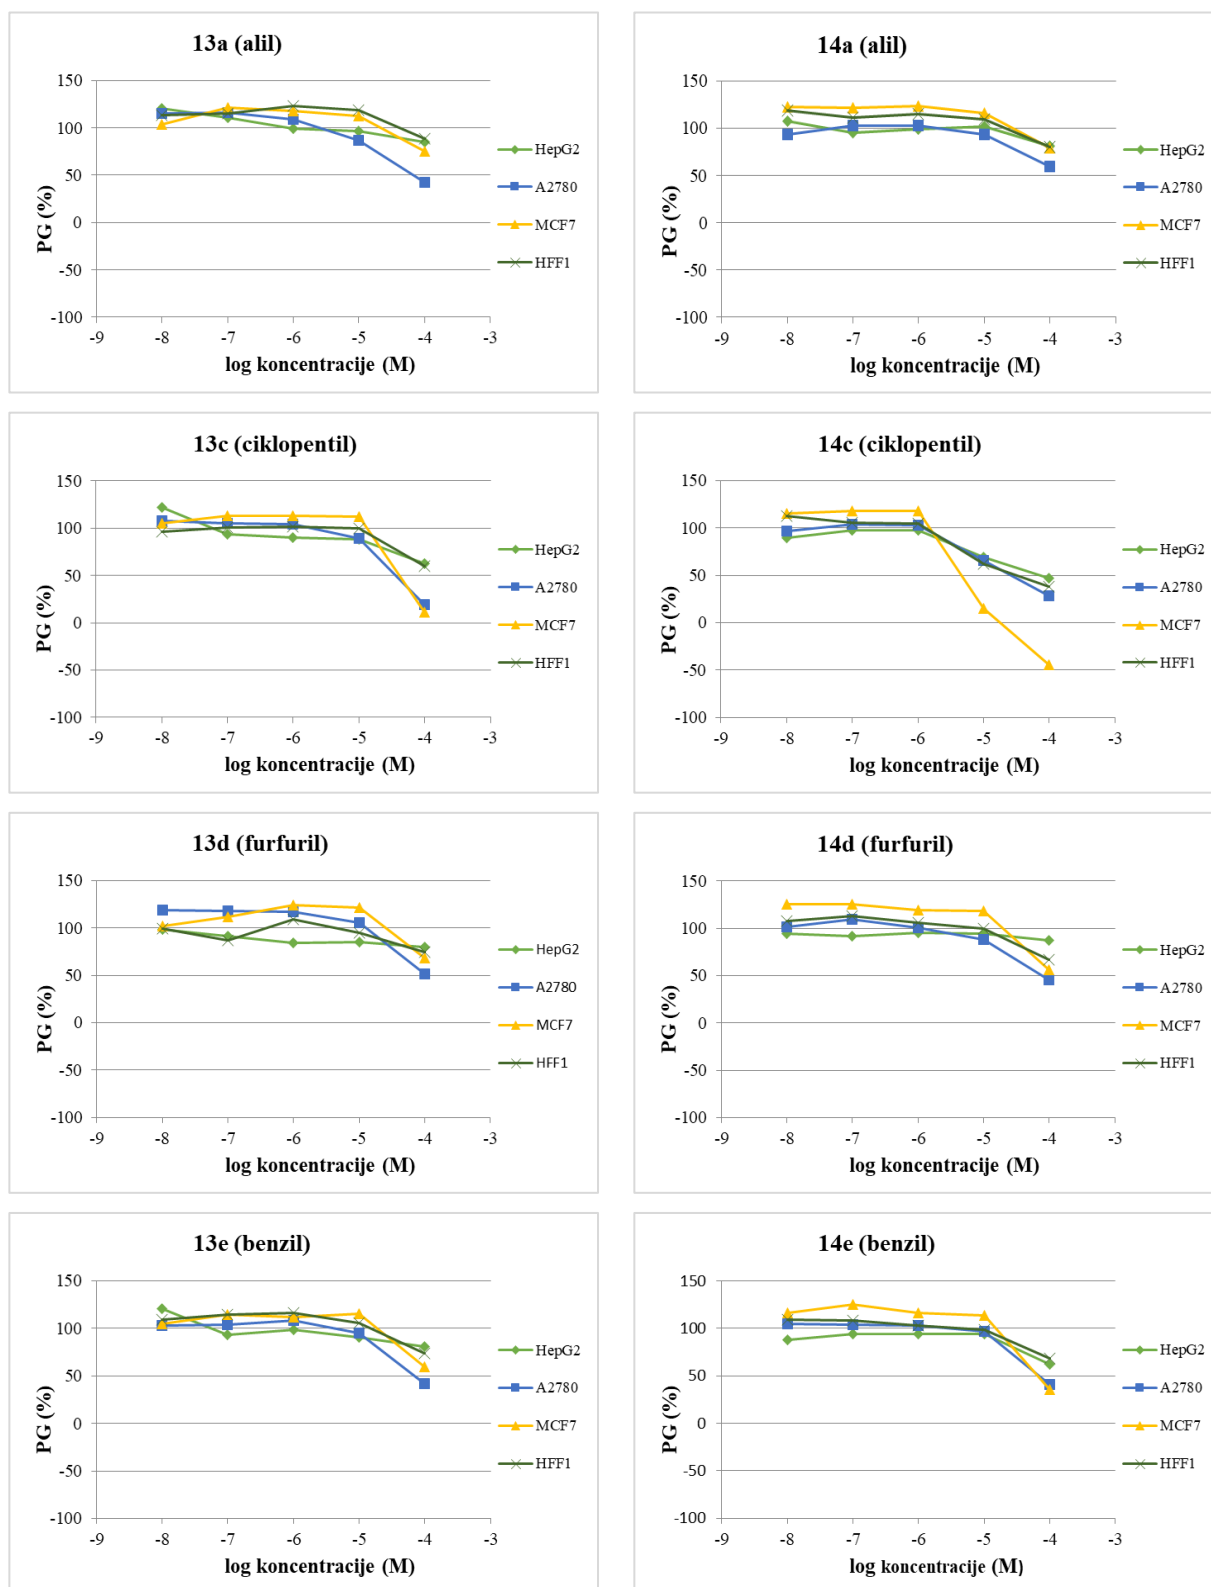 13a (alil)
150
100
50
0
-50
-100
-9 -8 -7 -6 -5 -4 -3
PG (%)
log koncentracije (M)
HepG2
A2780
MCF7
HFF1
14a (alil)
150
100
50
0
-50
-100
-9 -8 -7 -6 -5 -4 -3
PG (%)
log koncentracije (M)
HepG2
A2780
MCF7
HFF1
13c (ciklopentil)
150
100
50
0
-50
-100
-9 -8 -7 -6 -5 -4 -3
PG (%)
log koncentracije (M)
HepG2
A2780
MCF7
HFF1
14c (ciklopentil)
150
100
50
0
-50
-100
-9 -8 -7 -6 -5 -4 -3
PG (%)
log koncentracije (M)
HepG2
A2780
MCF7
HFF1
13d (furfuril)
150
100
50
0
-50
-100
-9 -8 -7 -6 -5 -4 -3
PG (%)
log koncentracije (M)
HepG2
A2780
MCF7
HFF1
14d (furfuril)
150
100
50
0
-50
-100
-9 -8 -7 -6 -5 -4 -3
PG (%)
log koncentracije (M)
HepG2
A2780
MCF7
HFF1
13e (benzil)
150
100
50
0
-50
-100
-9 -8 -7 -6 -5 -4 -3
PG (%)
log koncentracije (M)
HepG2
A2780
MCF7
HFF1
14e (benzil)
150
100
50
0
-50
-100
-9 -8 -7 -6 -5 -4 -3
PG (%)
log koncentracije (M)
HepG2
A2780
MCF7
HFF1